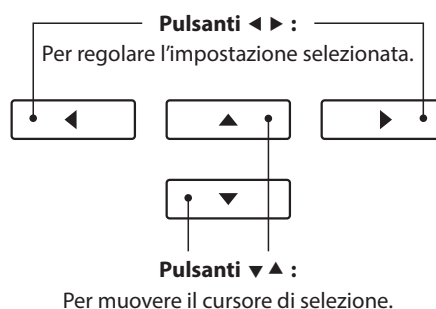 Pulsanti ◀ ▶ :
Per regolare l'impostazione selezionata.
Pulsanti ▼ ▲ :
Per muovere il cursore di selezione.